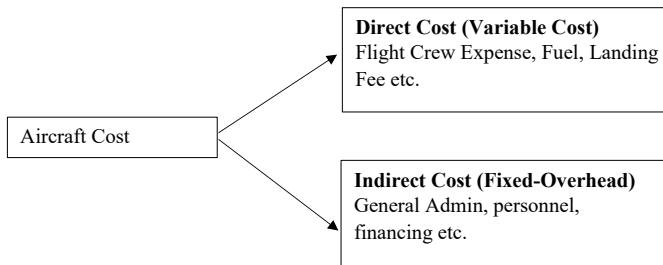 Direct Cost (Variable Cost)
Flight Crew Expense, Fuel, Landing
Fee etc.
Aircraft Cost
Indirect Cost (Fixed-Overhead)
General Admin, personnel,
financing etc.